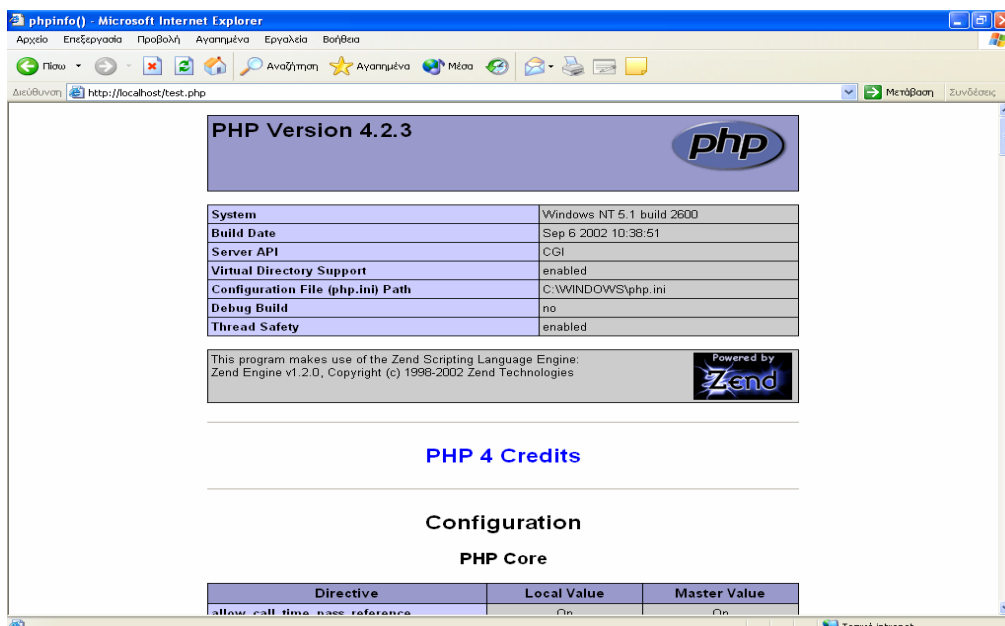 phpinfo() - Microsoft Internet Explorer
Αρχείο Επεξεργασία Προβολή Αγαπημένα Εργαλεία Βοήθεια
Πίσω Αναζήτηση Αγαπημένα Μέσα
Διεύθυνση http://localhost/test.php Μετάβαση Συνδέσεις
PHP Version 4.2.3
php
System Windows NT 5.1 build 2600
Build Date Sep 6 2002 10:38:51
Server API CGI
Virtual Directory Support enabled
Configuration File (php.ini) Path C:\WINDOWS\php.ini
Debug Build no
Thread Safety enabled
This program makes use of the Zend Scripting Language Engine:
Zend Engine v1.2.0, Copyright (c) 1998-2002 Zend Technologies
Powered by
Zend
PHP 4 Credits
Configuration
PHP Core
Directive Local Value Master Value
allow_call_time_pass_reference On On
Τοπικό intranet